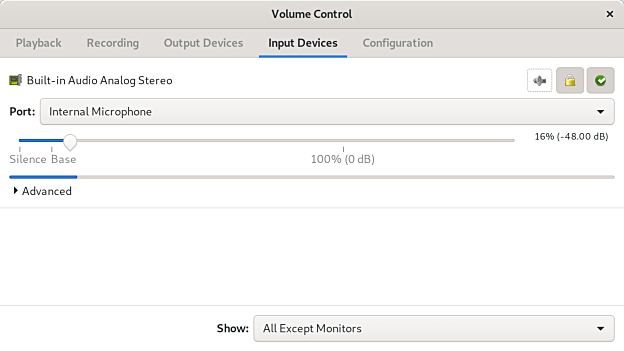 Volume Control ×
Playback Recording Output Devices Input Devices Configuration
Built-in Audio Analog Stereo
Port: Internal Microphone
16% (-48.00 dB)
Silence Base 100% (0 dB)
Advanced
Show: All Except Monitors